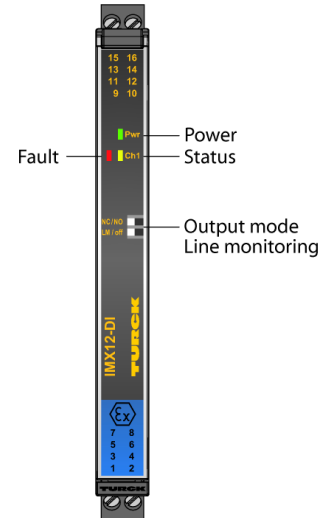 15 16
13 14
11 12
9 10
Pwr
Power
Fault
Ch1
Status
NC/NO
LM / off
Output mode
Line monitoring
IMX12-DI
TURCK
Ex
7 8
5 6
3 4
1 2
TURCK